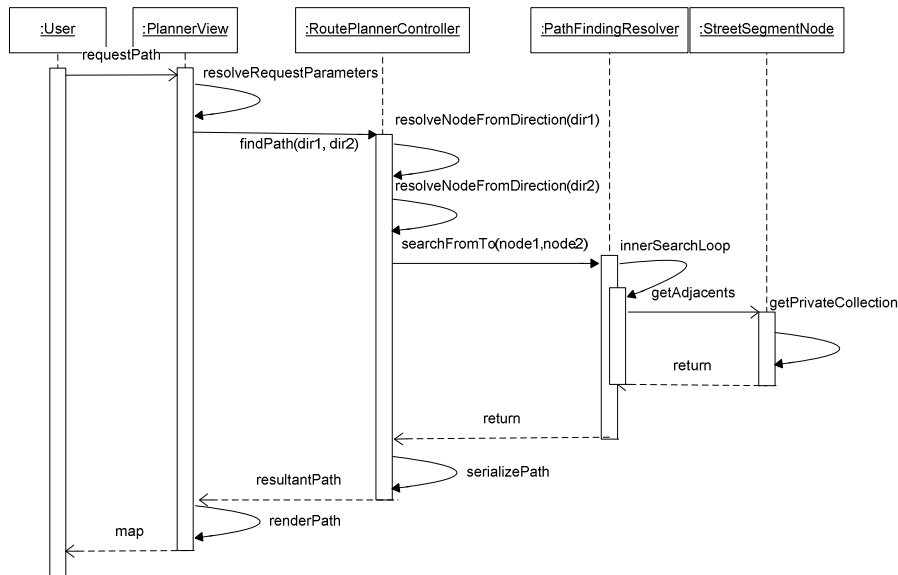 :User
:PlannerView
:RoutePlannerController
:PathFindingResolver
:StreetSegmentNode
requestPath
resolveRequestParameters
findPath(dir1, dir2)
resolveNodeFromDirection(dir1)
resolveNodeFromDirection(dir2)
searchFromTo(node1,node2)
innerSearchLoop
getAdjacents
getPrivateCollection
return
return
serializePath
resultantPath
renderPath
map